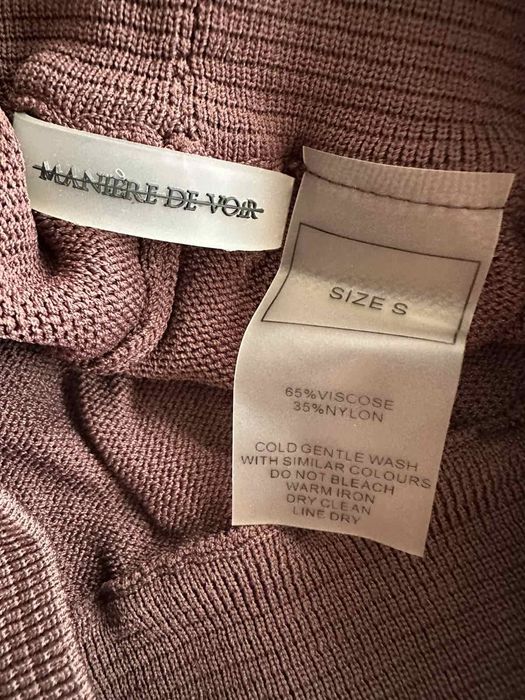 MANIÈRE DE VOIR
SIZE S
65%VISCOSE
35%NYLON
COLD GENTLE WASH
WITH SIMILAR COLOURS
DO NOT BLEACH
WARM IRON
DRY CLEAN
LINE DRY